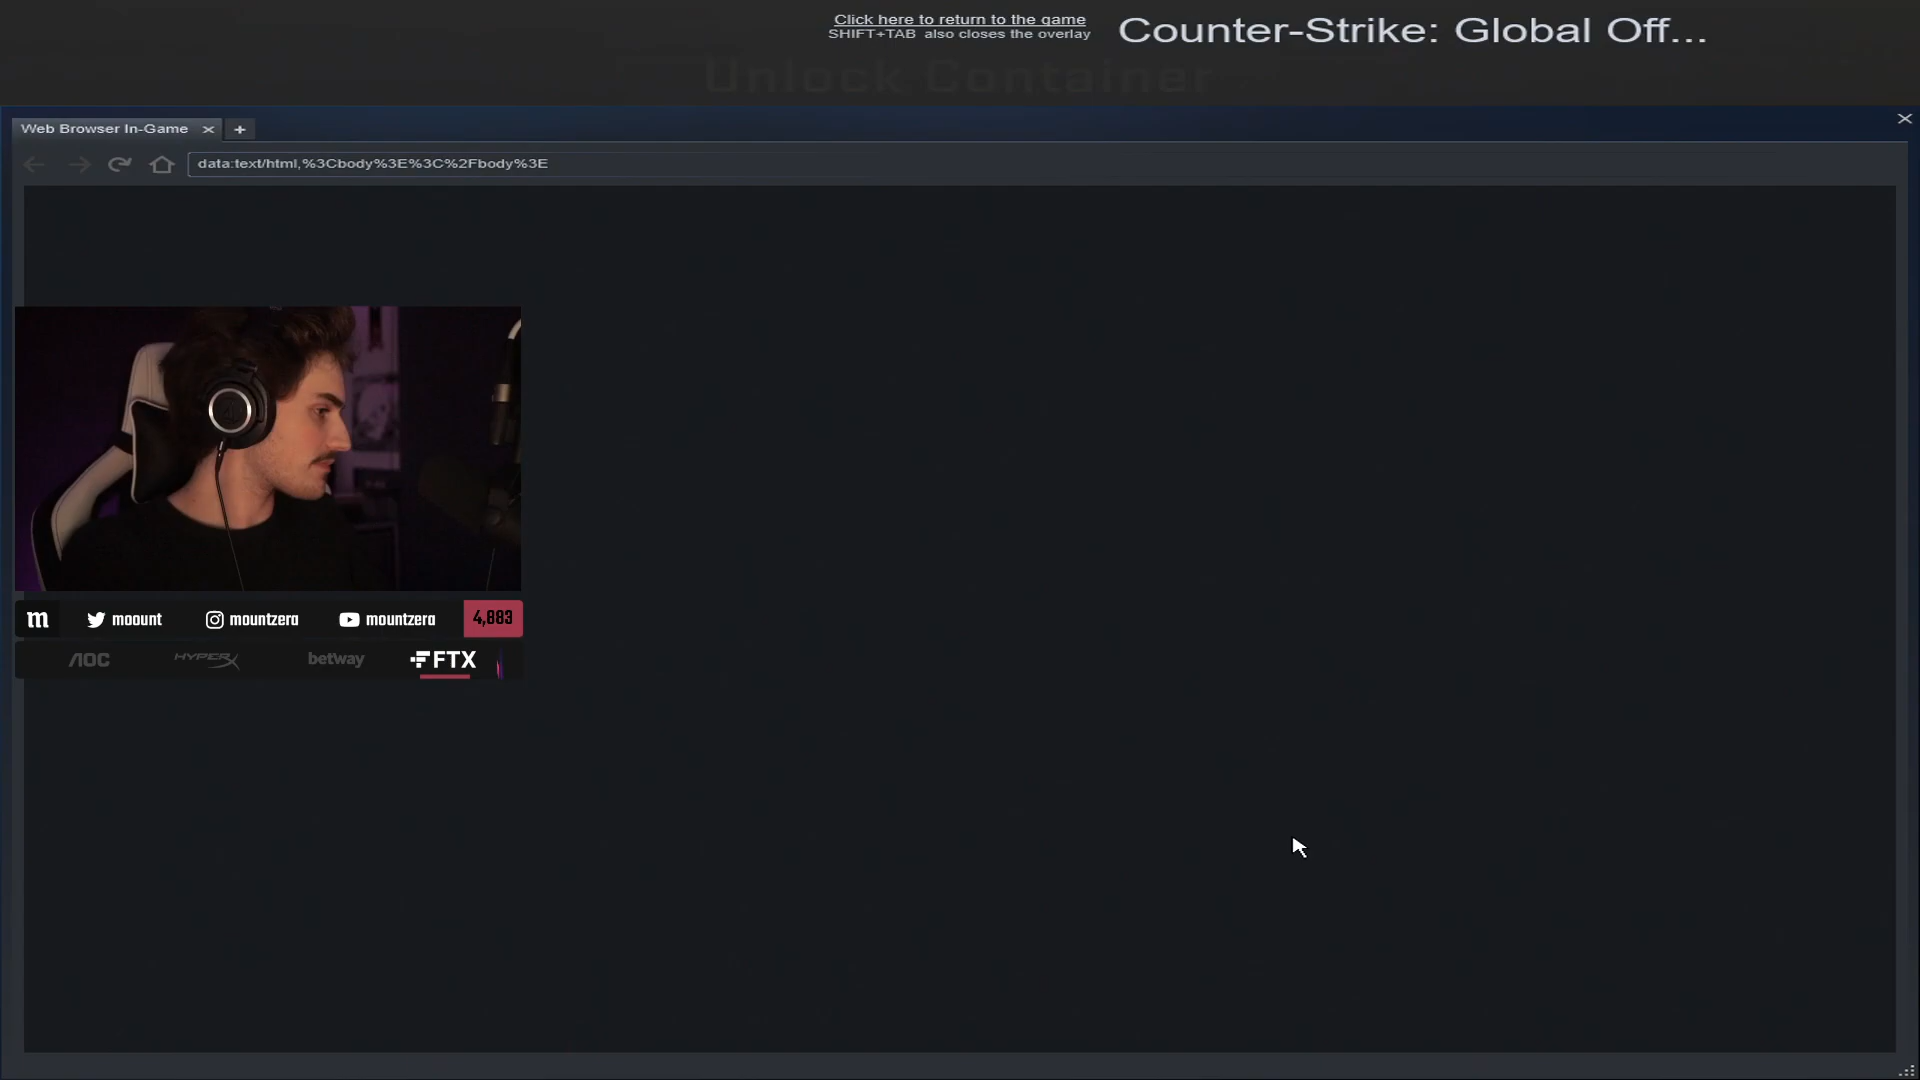 Click here to return to the game
SHIFT+TAB also closes the overlay
Counter-Strike: Global Off...
Unlock Container
Web Browser In-Game
data:text/html,%3Cbody%3E%3C%2Fbody%3E
m moount mountzera mountzera 4,883
AOC HYPERX betway FTX